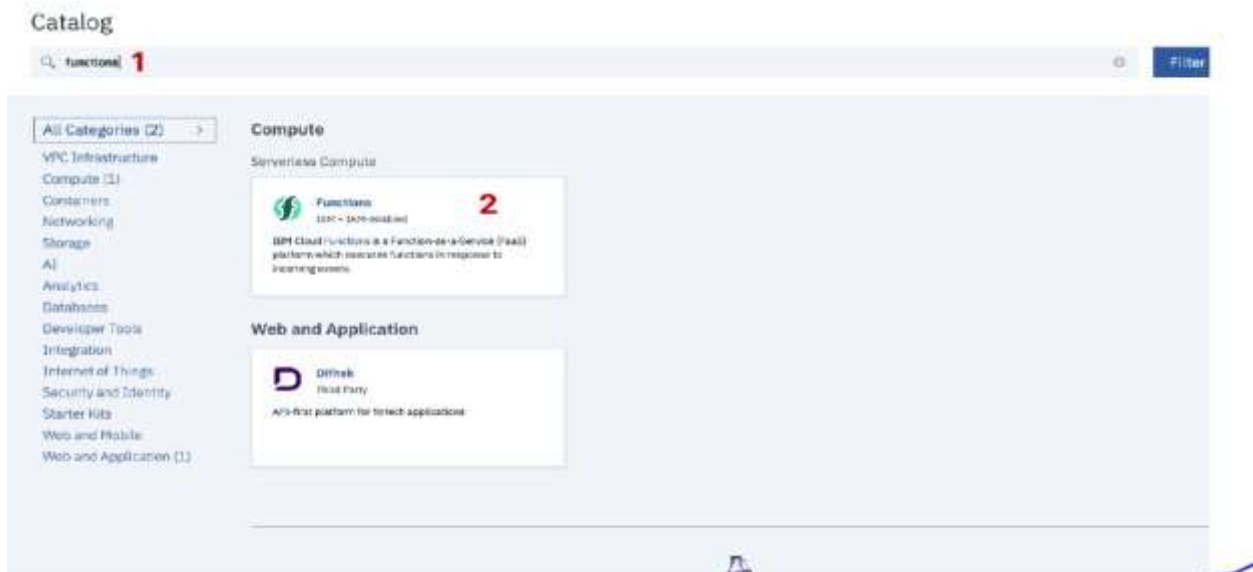 Catalog
functions 1
Filter
All Categories (2) >
VPC Infrastructure
Compute (1)
Containers
Networking
Storage
AI
Analytics
Databases
Developer Tools
Integration
Internet of Things
Security and Identity
Starter Kits
Web and Mobile
Web and Application (1)
Compute
Serverless Compute
Functions 2
IBM • IAM-enabled
IBM Cloud Functions is a Function-as-a-Service (FaaS)
platform which executes functions in response to
incoming events.
Web and Application
Third Party
API-first platform for fintech applications